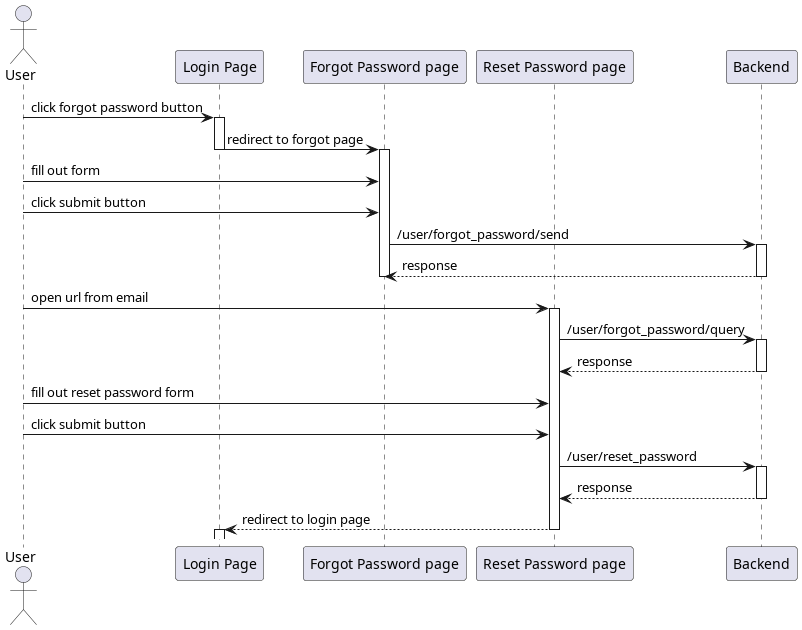 User
Login Page
Forgot Password page
Reset Password page
Backend
click forgot password button
redirect to forgot page
fill out form
click submit button
/user/forgot_password/send
response
open url from email
/user/forgot_password/query
response
fill out reset password form
click submit button
/user/reset_password
response
redirect to login page
User
Login Page
Forgot Password page
Reset Password page
Backend